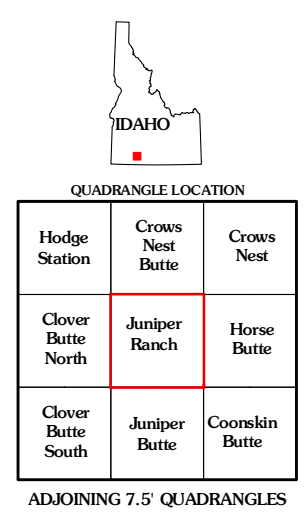 IDAHO
QUADRANGLE LOCATION
Hodge
Station
Crows
Nest
Butte
Crows
Nest
Clover
Butte
North
Juniper
Ranch
Horse
Butte
Clover
Butte
South
Juniper
Butte
Coonskin
Butte
ADJOINING 7.5' QUADRANGLES